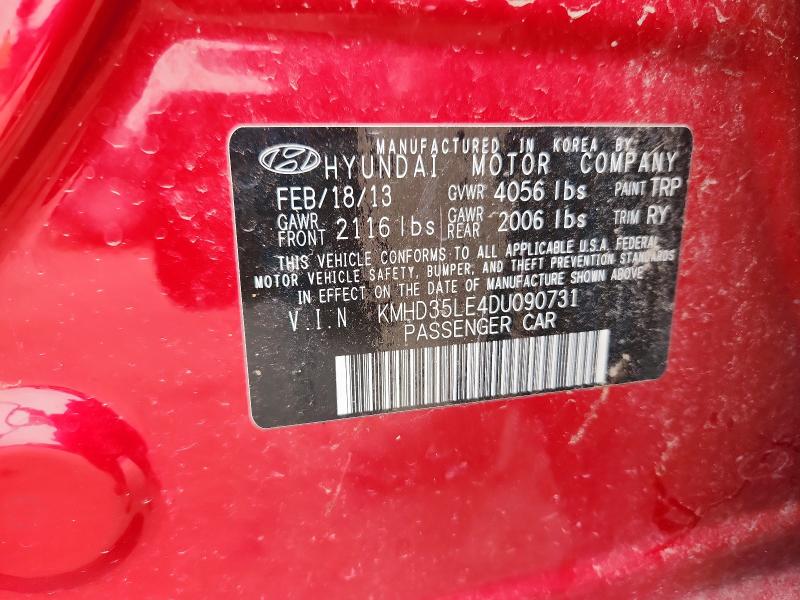 MANUFACTURED IN KOREA BY
HYUNDAI MOTOR COMPANY
FEB/18/13 GVWR 4056 lbs PAINT TRP
GAWR FRONT 2116 lbs GAWR REAR 2006 lbs TRIM RY
THIS VEHICLE CONFORMS TO ALL APPLICABLE U.S.A. FEDERAL
MOTOR VEHICLE SAFETY, BUMPER, AND THEFT PREVENTION STANDARDS
IN EFFECT ON THE DATE OF MANUFACTURE SHOWN ABOVE
V.I.N KMHD35LE4DU090731
PASSENGER CAR